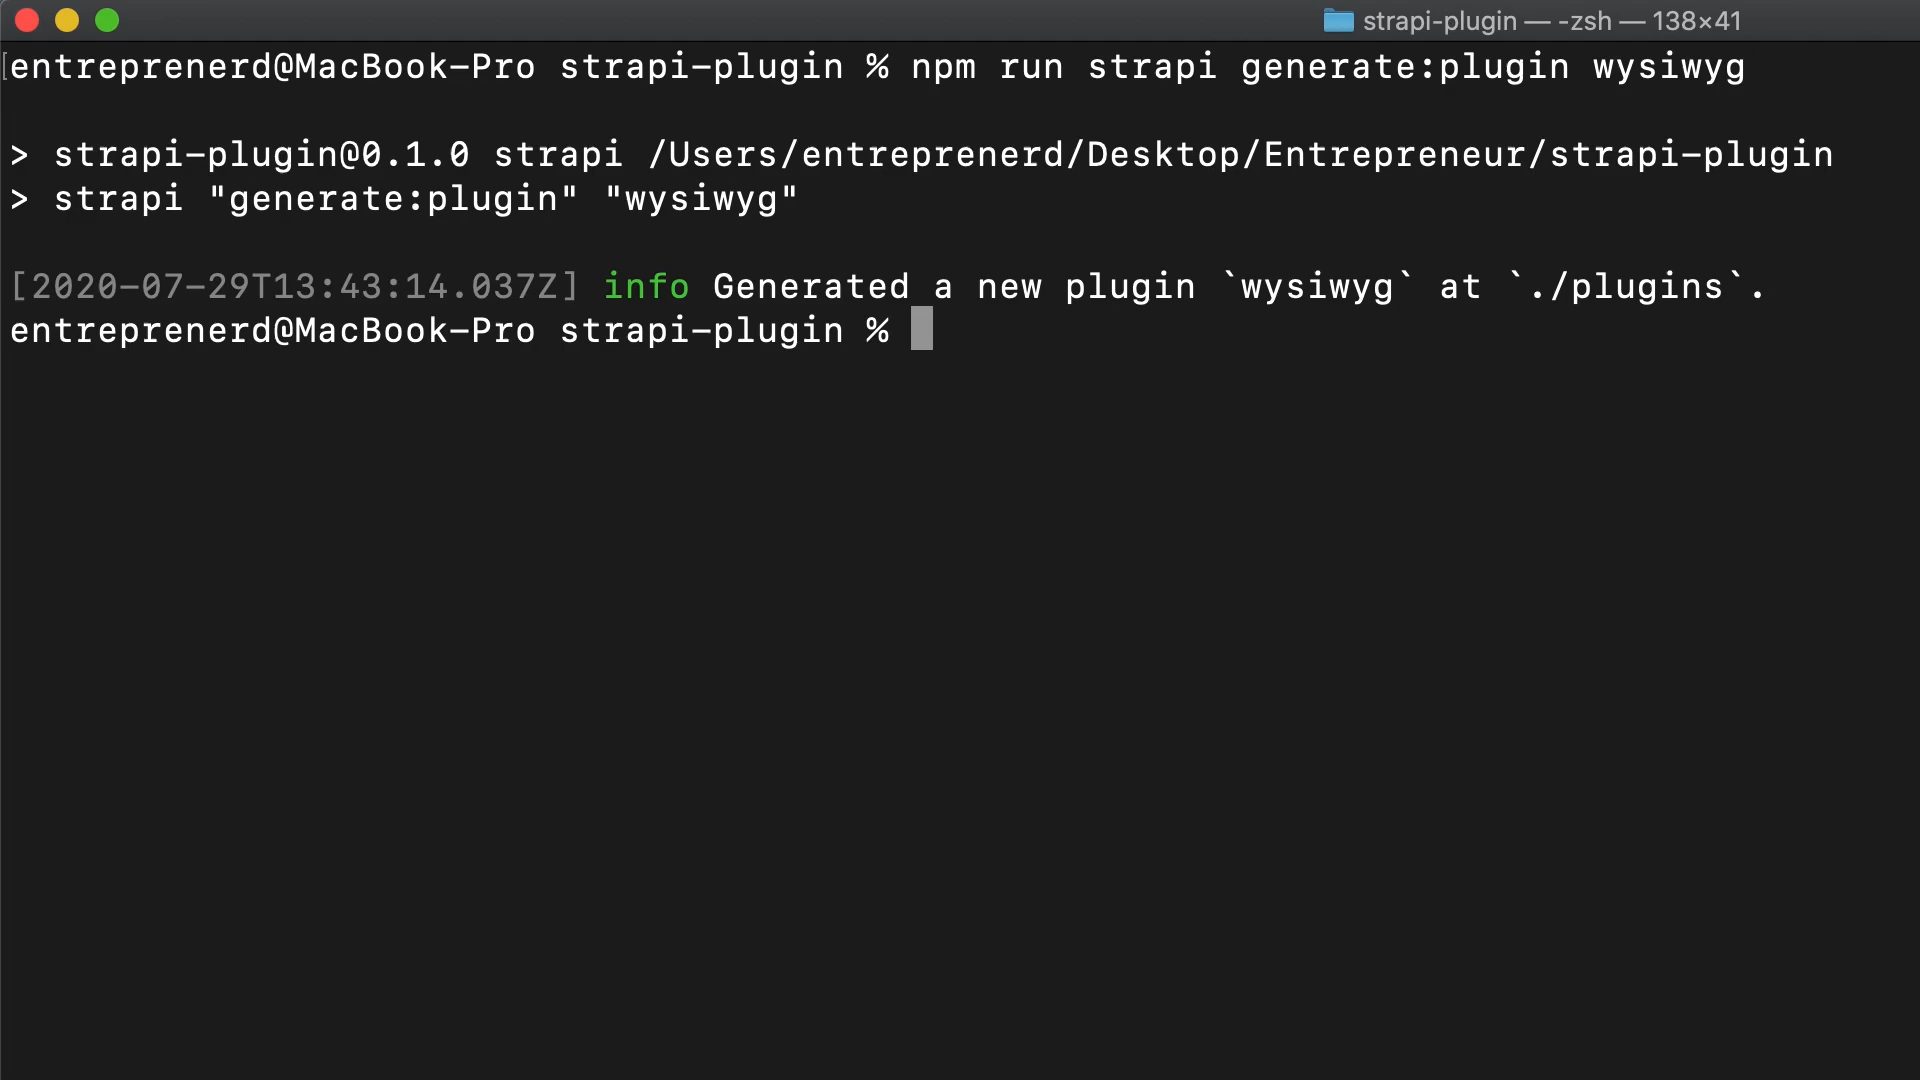 strapi-plugin — -zsh — 138×41
[entreprenerd@MacBook-Pro strapi-plugin % npm run strapi generate:plugin wysiwyg
> strapi-plugin@0.1.0 strapi /Users/entreprenerd/Desktop/Entrepreneur/strapi-plugin
> strapi "generate:plugin" "wysiwyg"
[2020-07-29T13:43:14.037Z] info Generated a new plugin `wysiwyg` at `./plugins`.
entreprenerd@MacBook-Pro strapi-plugin %